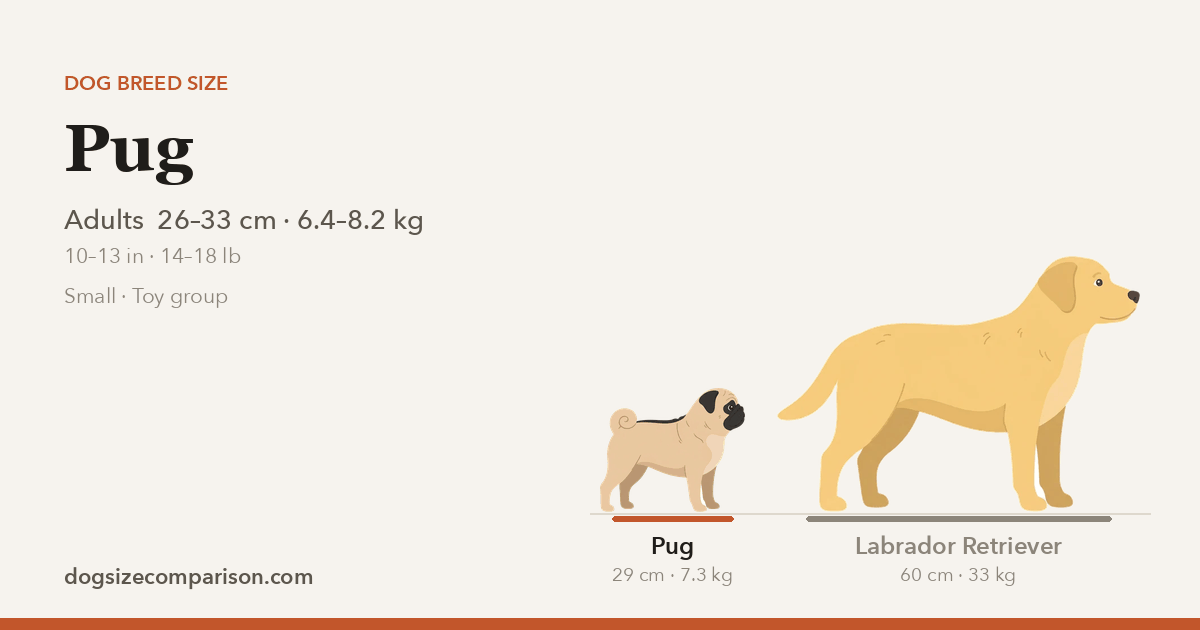 DOG BREED SIZE
Pug
Adults 26–33 cm · 6.4–8.2 kg
10–13 in · 14–18 lb
Small · Toy group
Pug
29 cm · 7.3 kg
Labrador Retriever
60 cm · 33 kg
dogsizecomparison.com